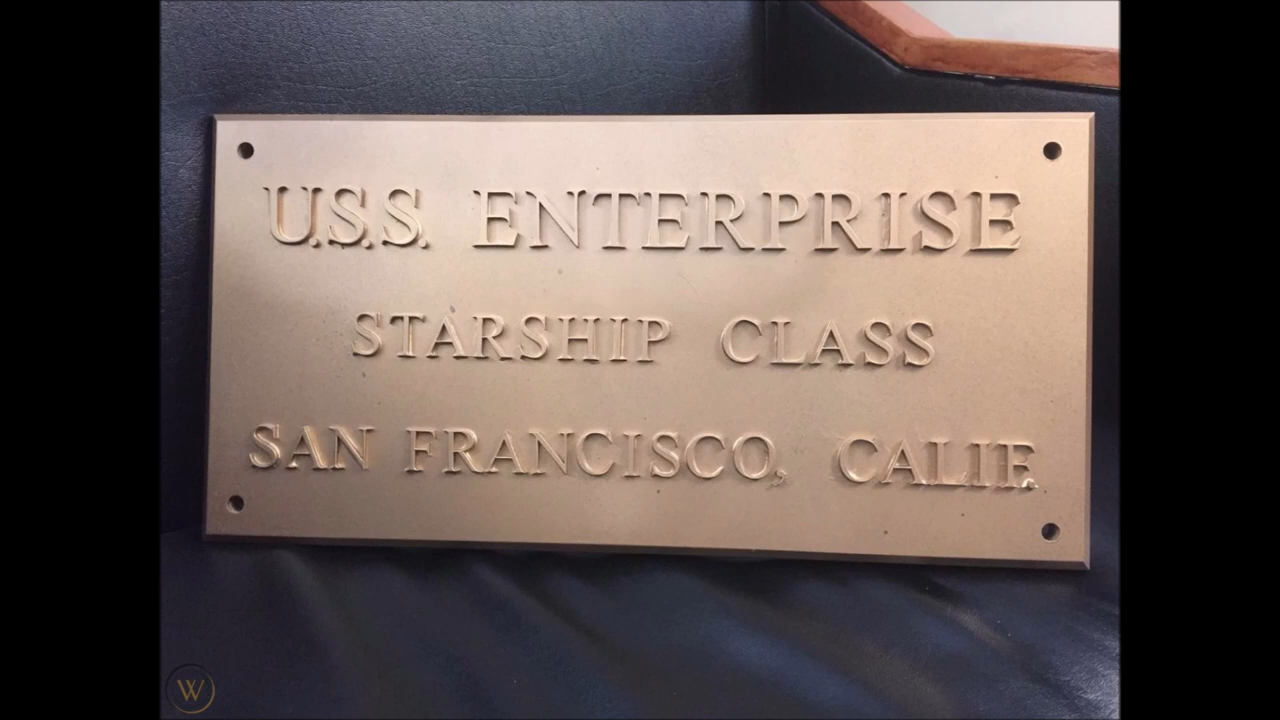 U.S.S. ENTERPRISE
STARSHIP CLASS
SAN FRANCISCO, CALIF.
W